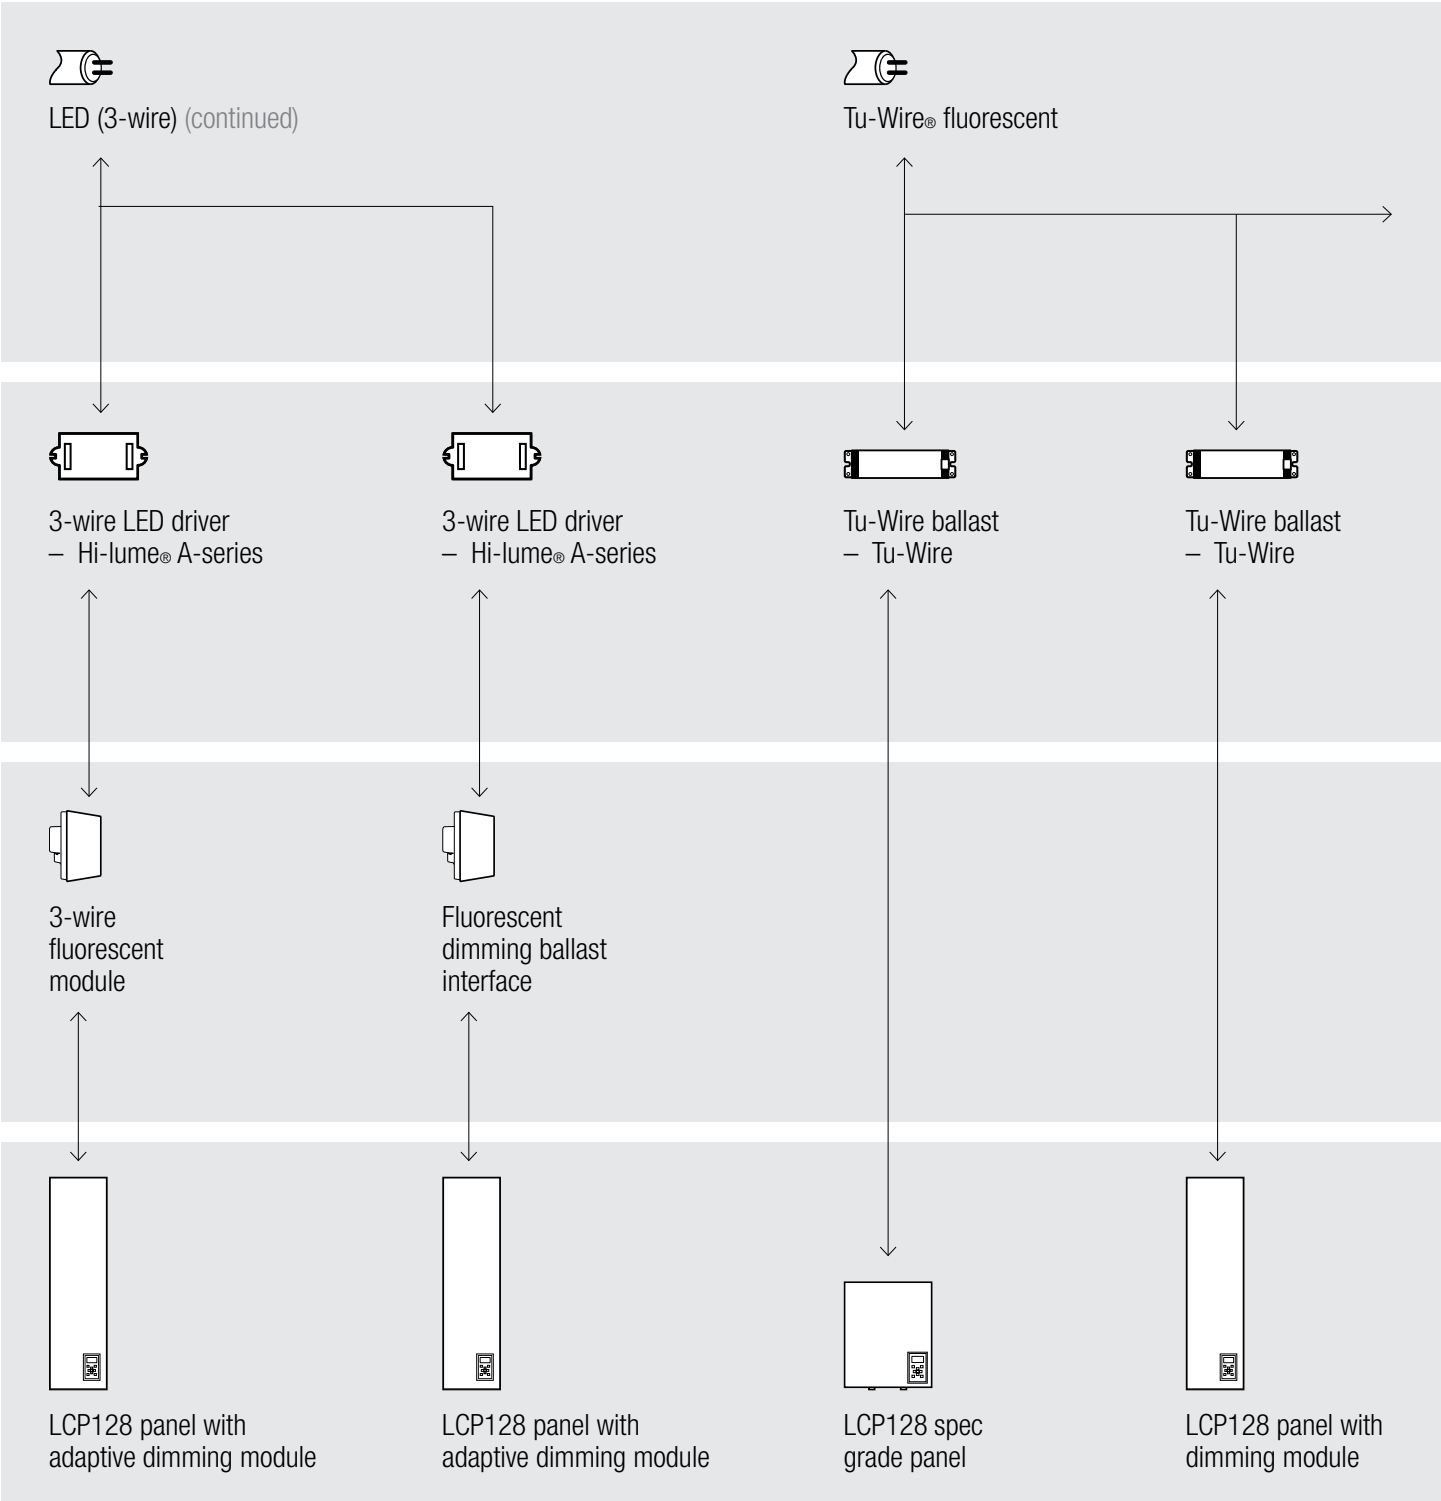 LED (3-wire) (continued)
Tu-Wire® fluorescent
3-wire LED driver
– Hi-lume® A-series
3-wire LED driver
– Hi-lume® A-series
Tu-Wire ballast
– Tu-Wire
Tu-Wire ballast
– Tu-Wire
3-wire
fluorescent
module
Fluorescent
dimming ballast
interface
LCP128 panel with
adaptive dimming module
LCP128 panel with
adaptive dimming module
LCP128 spec
grade panel
LCP128 panel with
dimming module